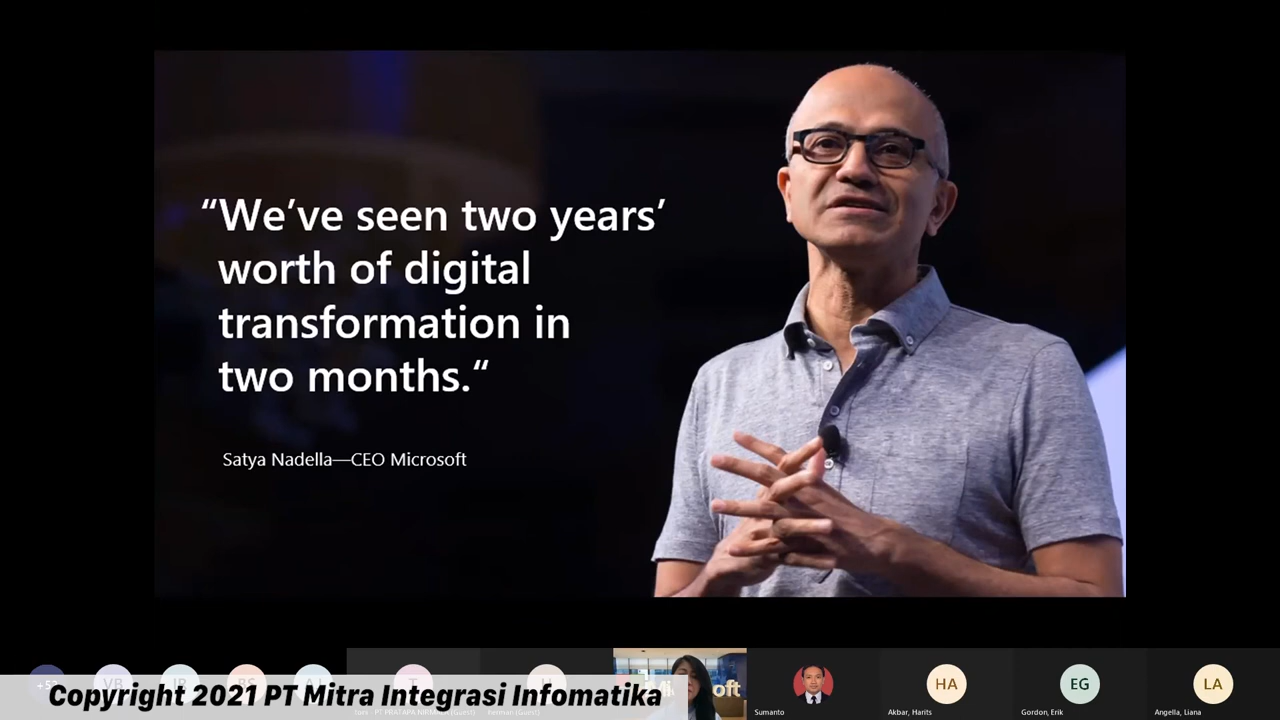 “We’ve seen two years’
worth of digital
transformation in
two months.“
Satya Nadella—CEO Microsoft
Copyright 2021 PT Mitra Integrasi Infomatika
Sumanto
HA
Akbar, Harits
EG
Gordon, Erik
LA
Angella, Liana